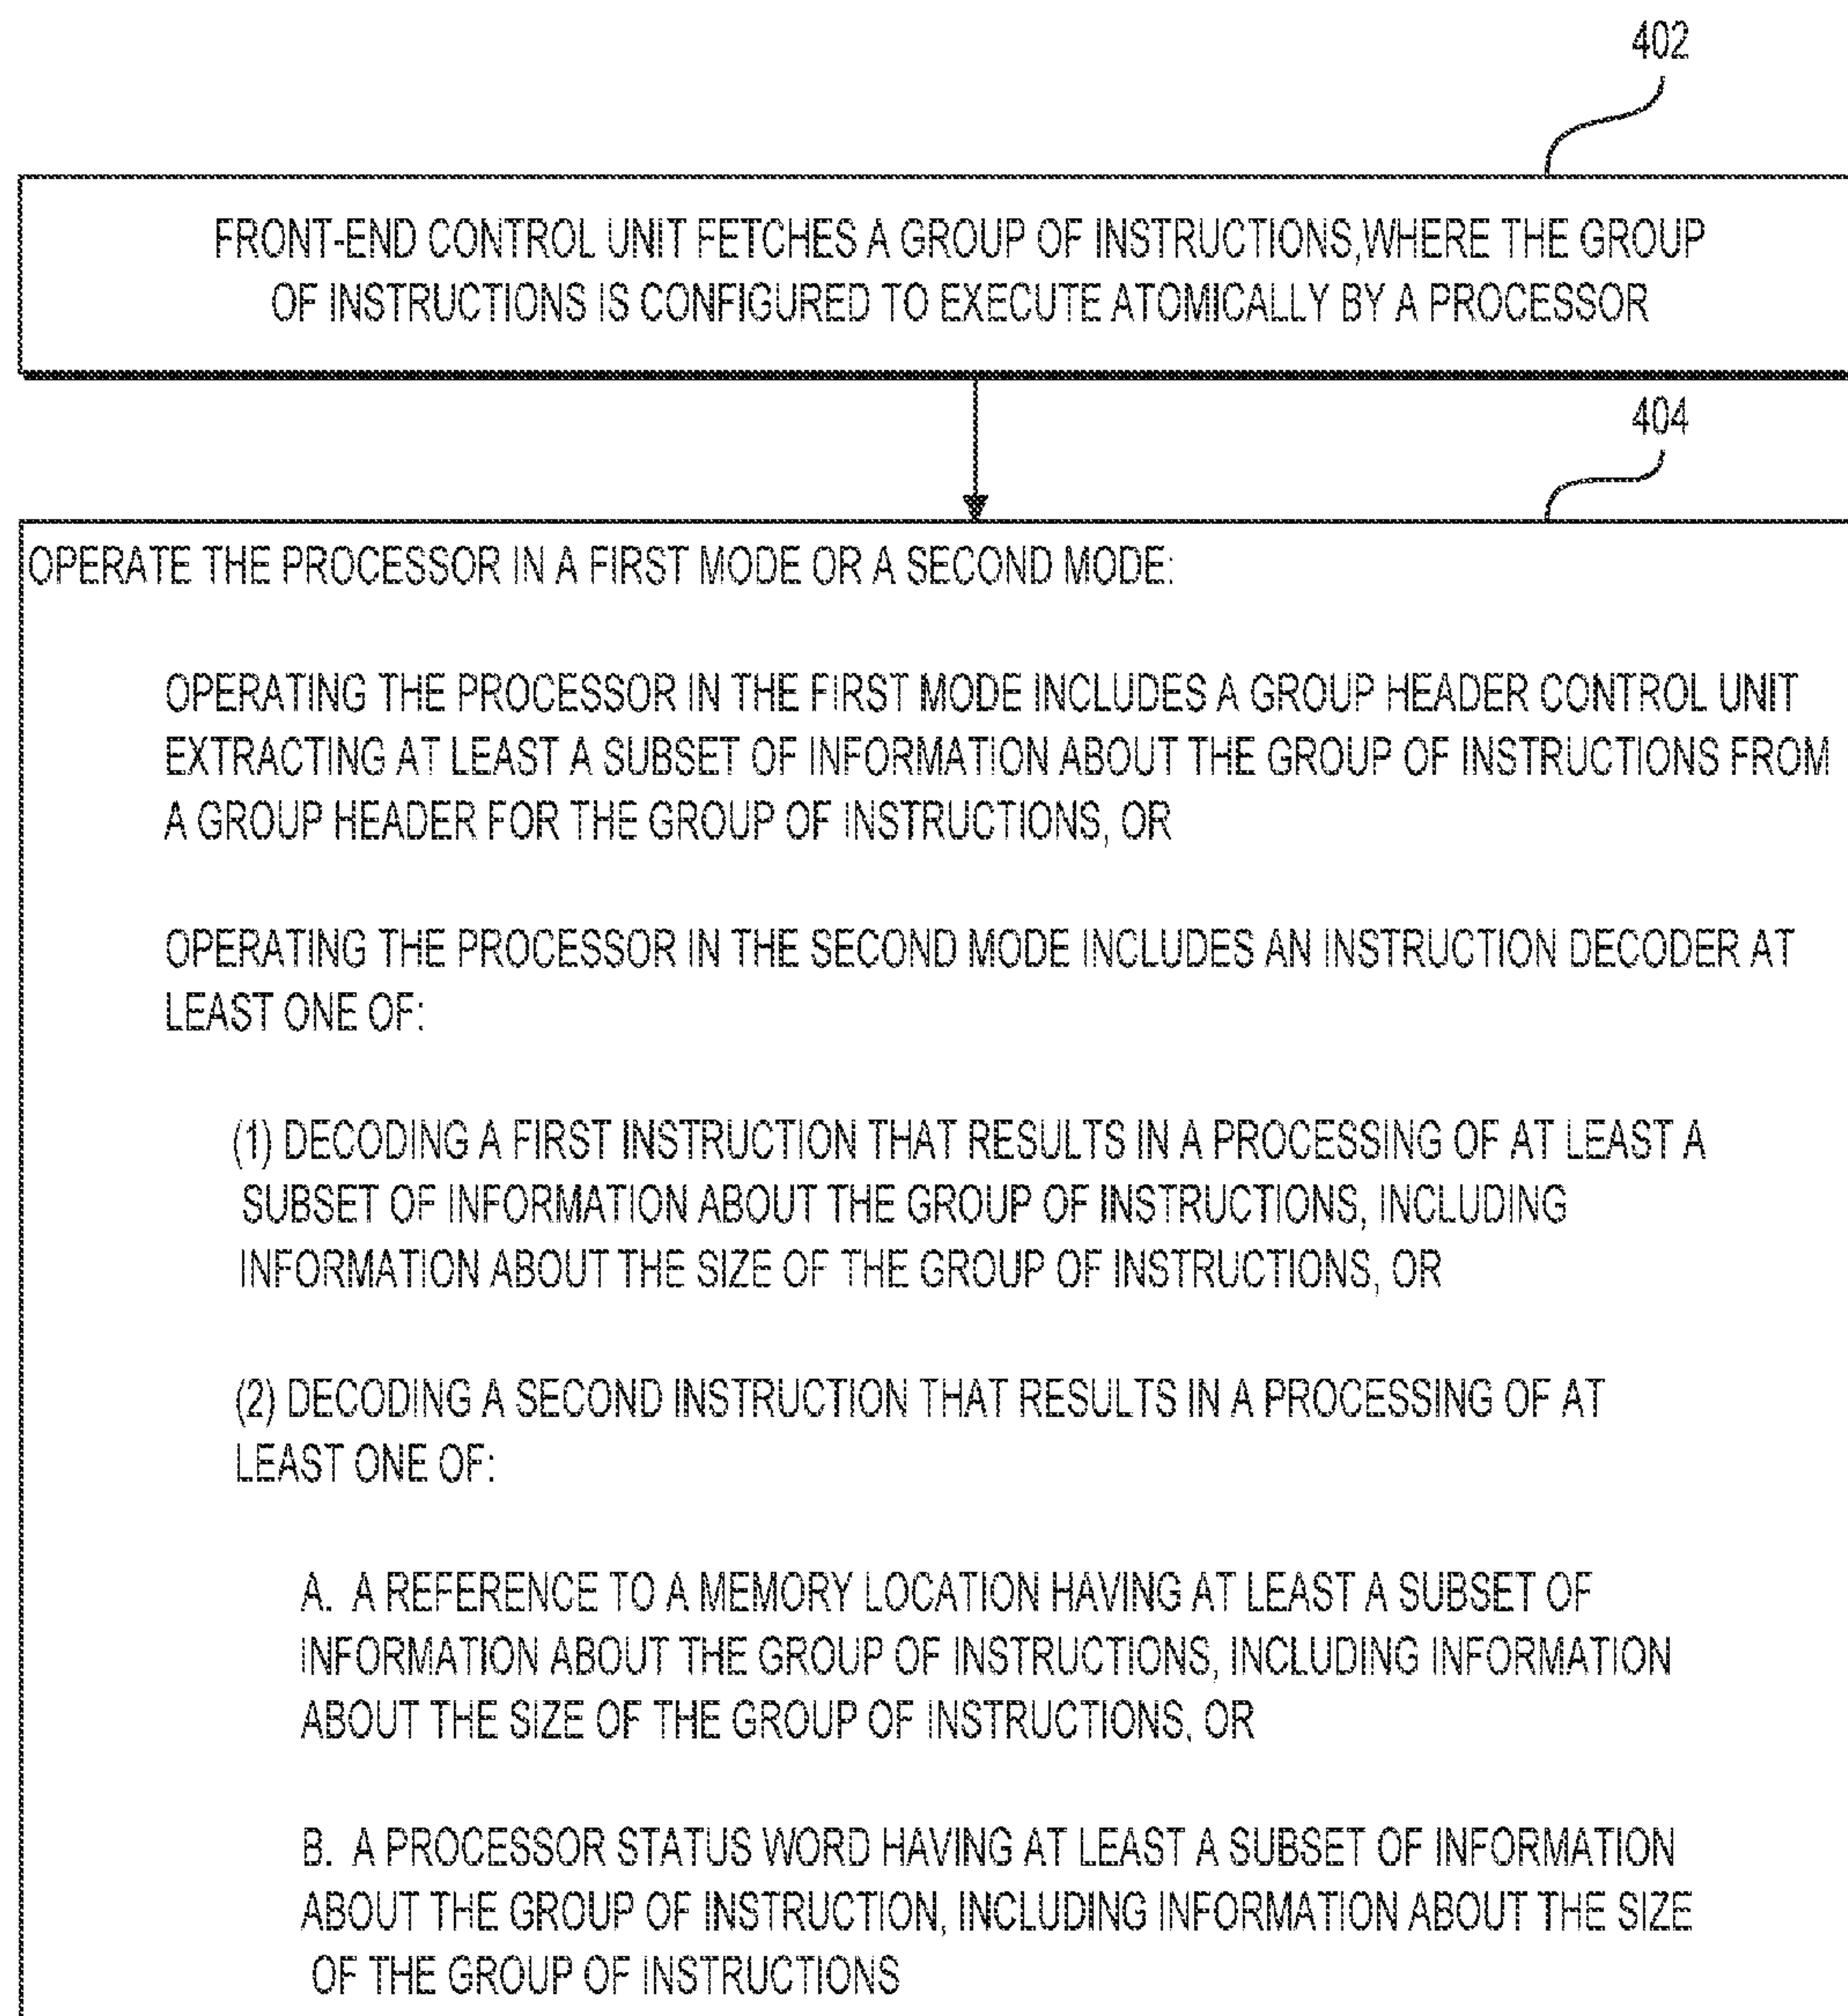 402
FRONT-END CONTROL UNIT FETCHES A GROUP OF INSTRUCTIONS,WHERE THE GROUP
OF INSTRUCTIONS IS CONFIGURED TO EXECUTE ATOMICALLY BY A PROCESSOR
404
OPERATE THE PROCESSOR IN A FIRST MODE OR A SECOND MODE:
OPERATING THE PROCESSOR IN THE FIRST MODE INCLUDES A GROUP HEADER CONTROL UNIT
EXTRACTING AT LEAST A SUBSET OF INFORMATION ABOUT THE GROUP OF INSTRUCTIONS FROM
A GROUP HEADER FOR THE GROUP OF INSTRUCTIONS, OR
OPERATING THE PROCESSOR IN THE SECOND MODE INCLUDES AN INSTRUCTION DECODER AT
LEAST ONE OF:
(1) DECODING A FIRST INSTRUCTION THAT RESULTS IN A PROCESSING OF AT LEAST A
SUBSET OF INFORMATION ABOUT THE GROUP OF INSTRUCTIONS, INCLUDING
INFORMATION ABOUT THE SIZE OF THE GROUP OF INSTRUCTIONS, OR
(2) DECODING A SECOND INSTRUCTION THAT RESULTS IN A PROCESSING OF AT
LEAST ONE OF:
A. A REFERENCE TO A MEMORY LOCATION HAVING AT LEAST A SUBSET OF
INFORMATION ABOUT THE GROUP OF INSTRUCTIONS, INCLUDING INFORMATION
ABOUT THE SIZE OF THE GROUP OF INSTRUCTIONS, OR
B. A PROCESSOR STATUS WORD HAVING AT LEAST A SUBSET OF INFORMATION
ABOUT THE GROUP OF INSTRUCTION, INCLUDING INFORMATION ABOUT THE SIZE
OF THE GROUP OF INSTRUCTIONS